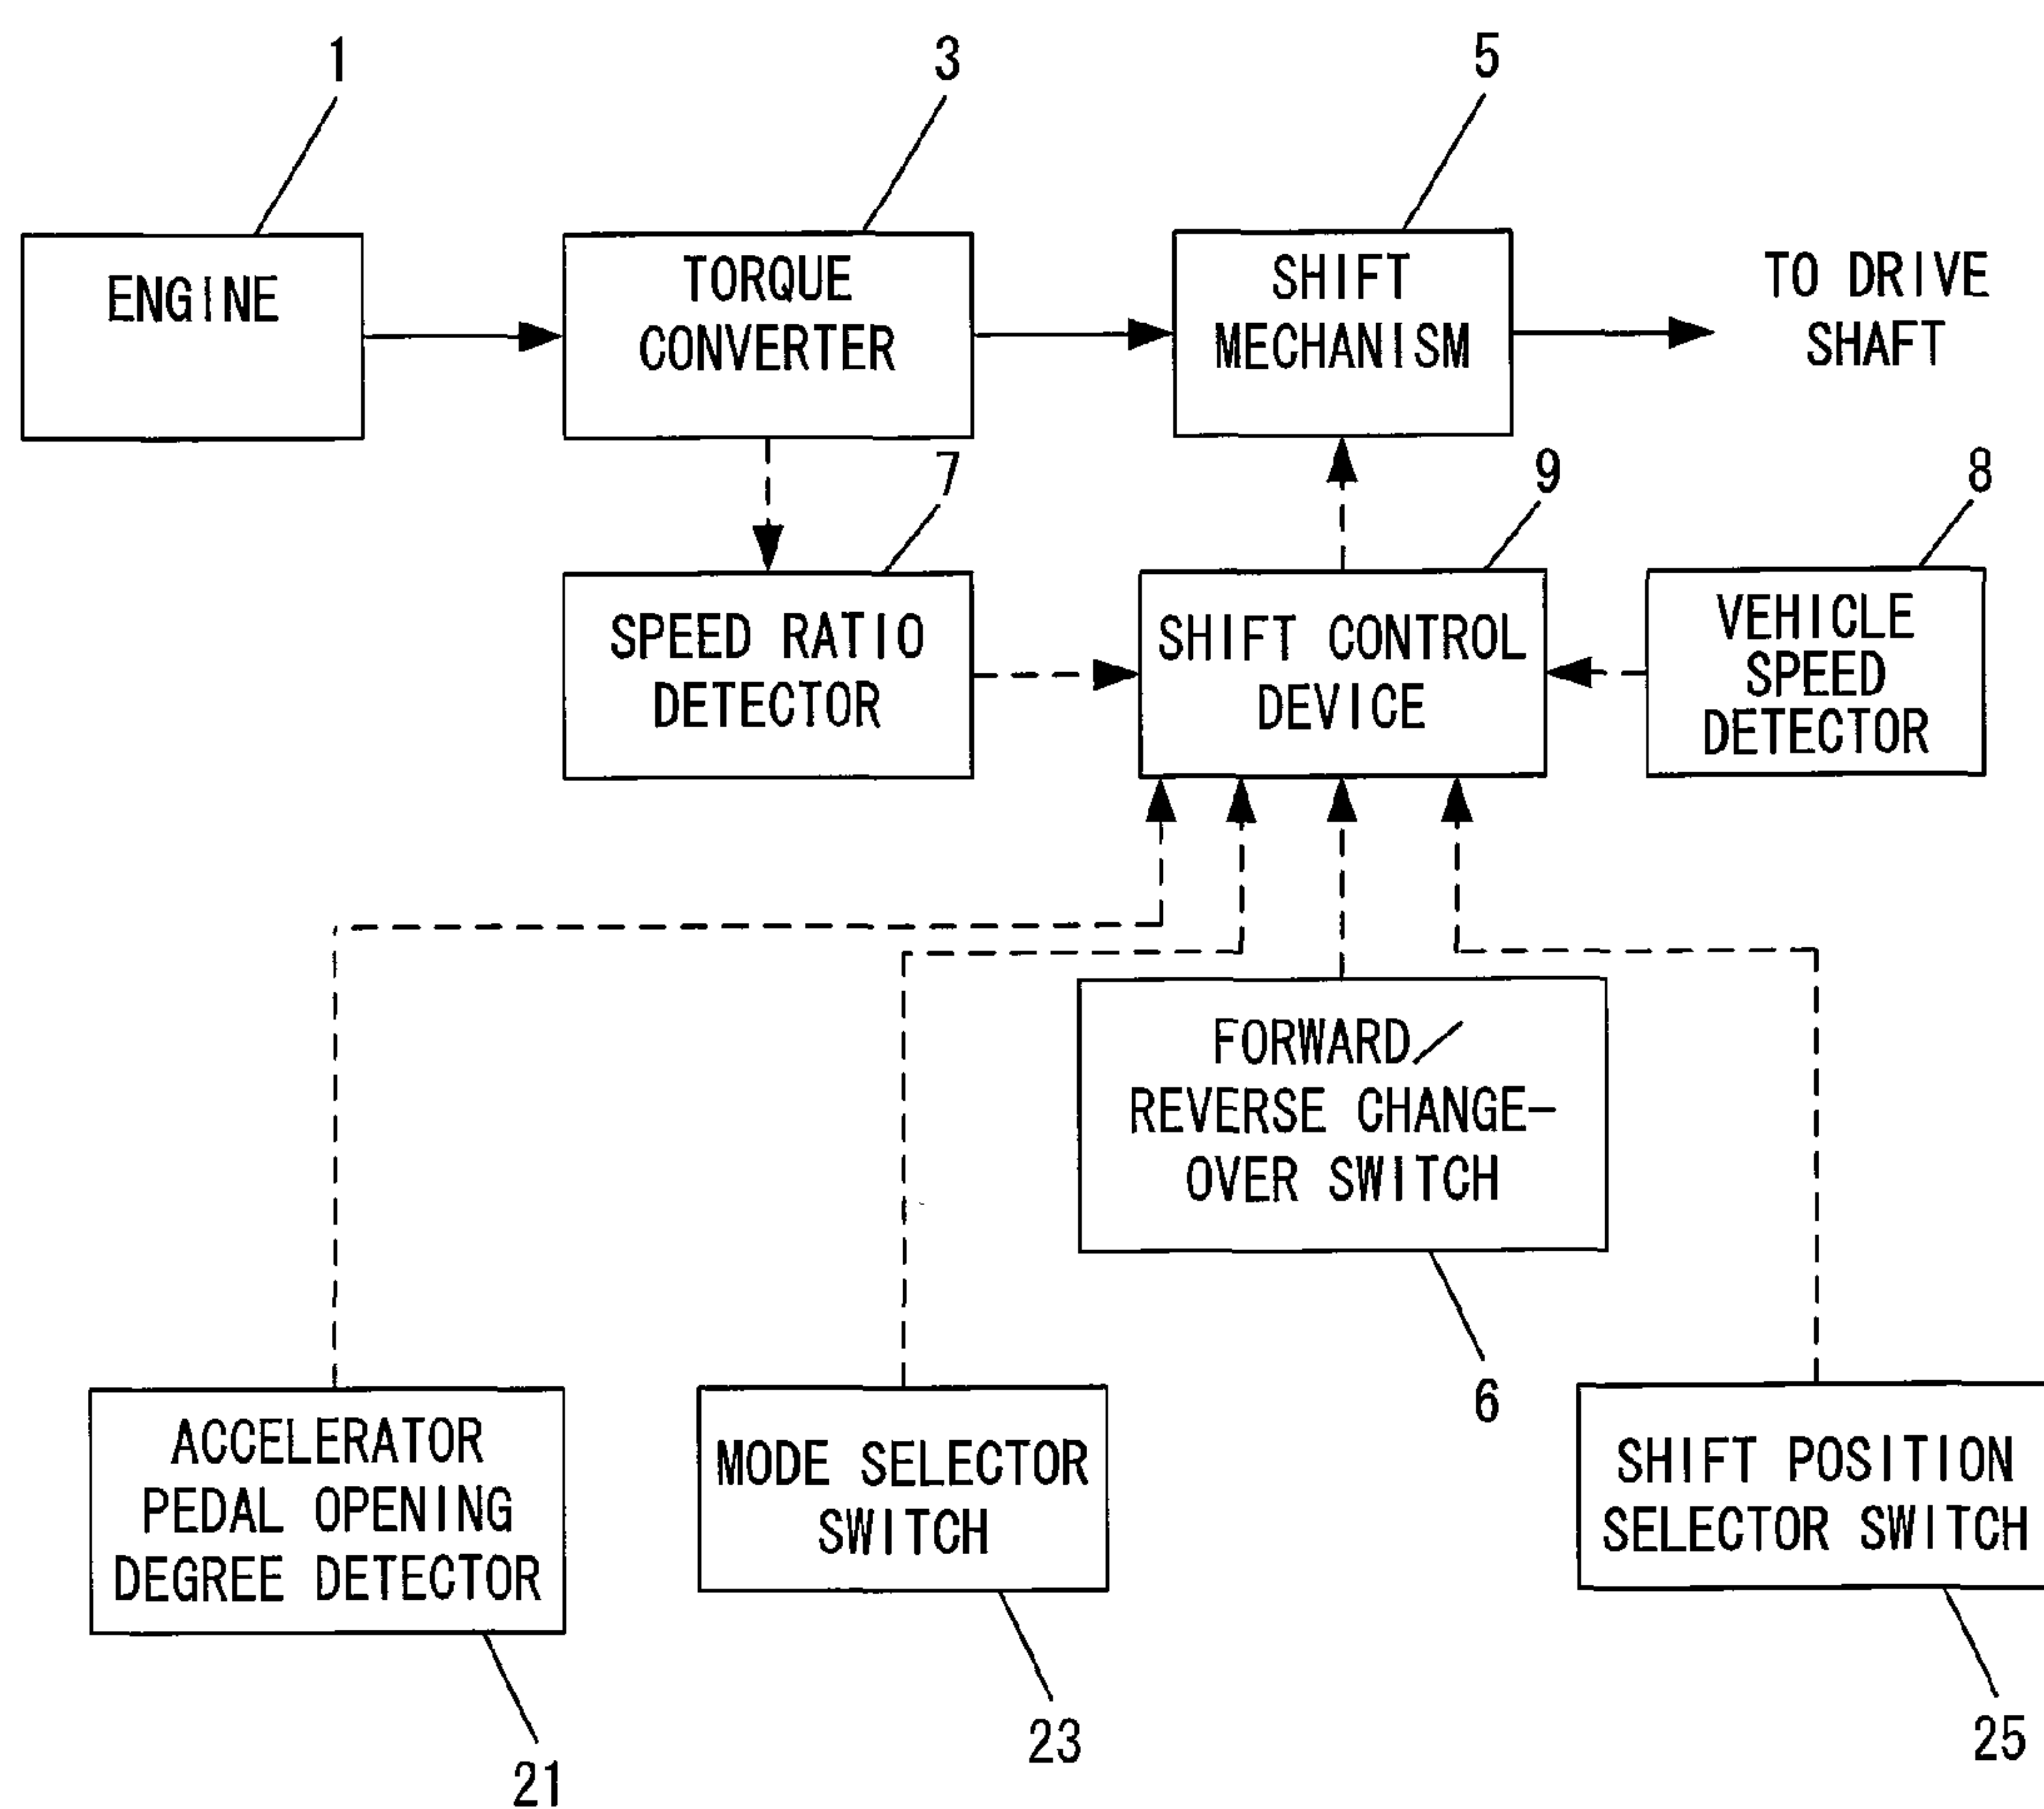 1
3
5
ENGINE
TORQUE
CONVERTER
SHIFT
MECHANISM
TO DRIVE
SHAFT
7
9
8
SPEED RATIO
DETECTOR
SHIFT CONTROL
DEVICE
VEHICLE
SPEED
DETECTOR
FORWARD/
REVERSE CHANGE-
OVER SWITCH
6
ACCELERATOR
PEDAL OPENING
DEGREE DETECTOR
MODE SELECTOR
SWITCH
SHIFT POSITION
SELECTOR SWITCH
21
23
25